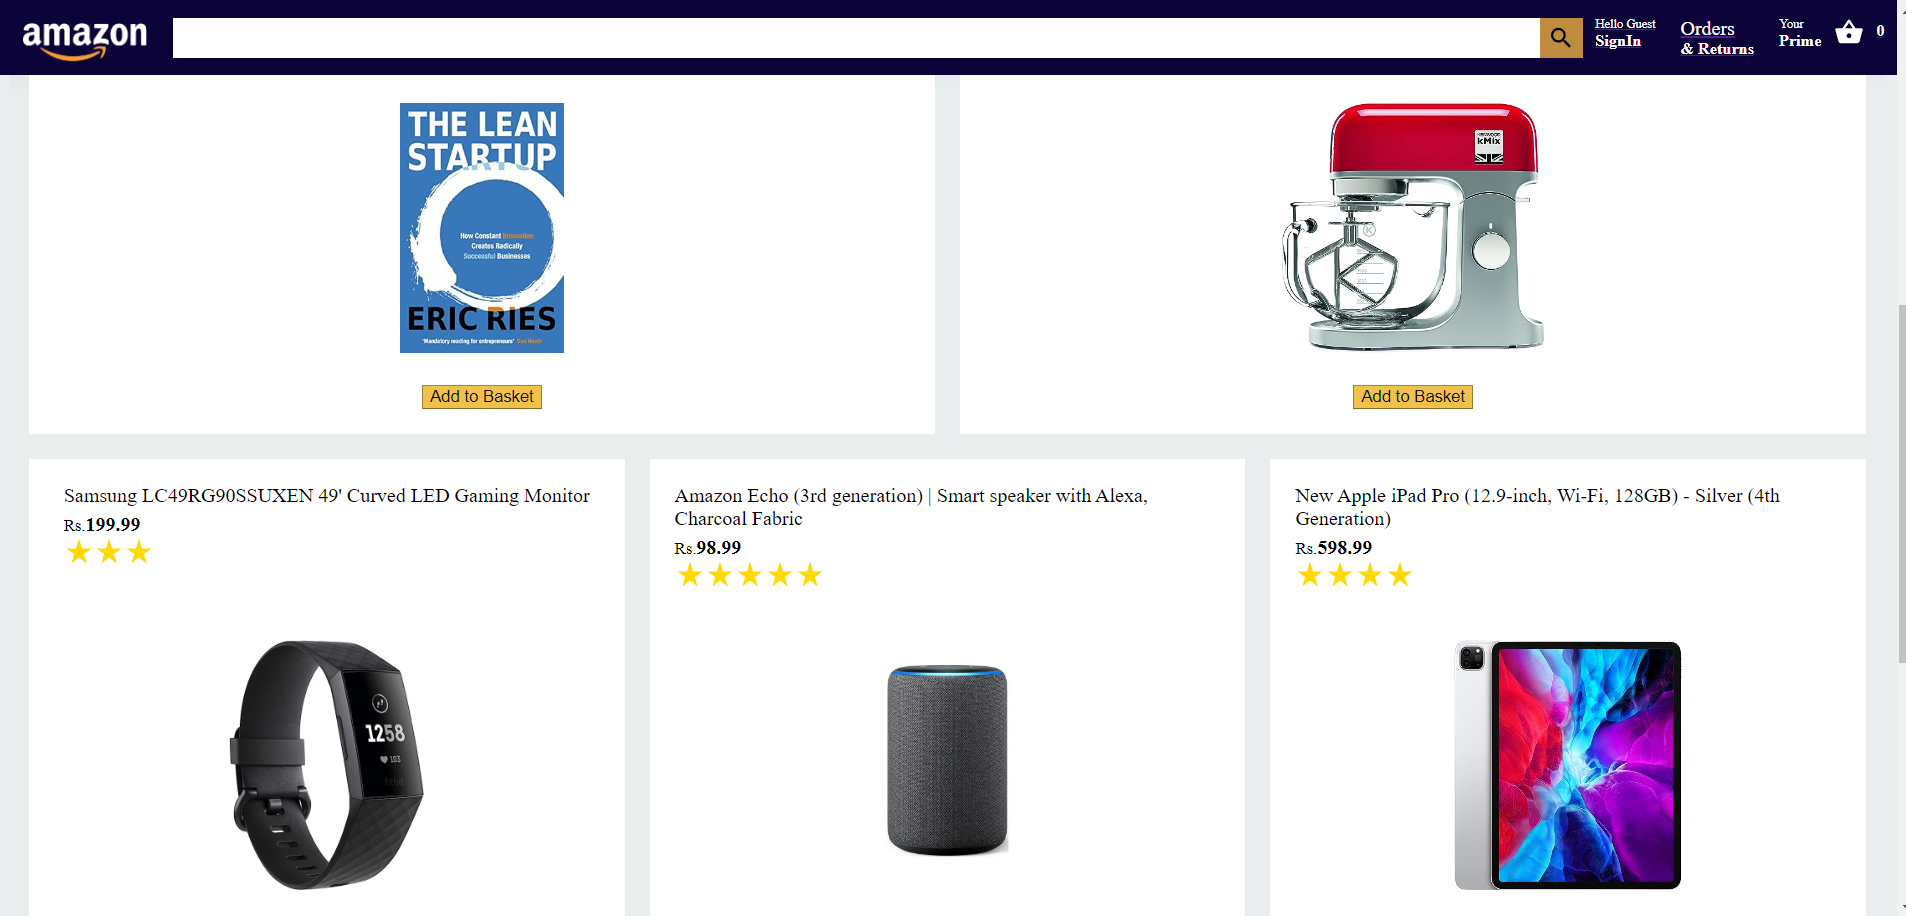 amazon
Hello Guest
SignIn
Orders
& Returns
Your
Prime
0
THE LEAN
STARTUP
How Constant Innovation
Creates Radically
Successful Businesses
ERIC RIES
'Mandatory reading for entrepreneurs' Dan Heath
KENWOOD
kMix
K
Add to Basket
Add to Basket
Samsung LC49RG90SSUXEN 49' Curved LED Gaming Monitor
Rs.199.99
Amazon Echo (3rd generation) | Smart speaker with Alexa,
Charcoal Fabric
Rs.98.99
New Apple iPad Pro (12.9-inch, Wi-Fi, 128GB) - Silver (4th
Generation)
Rs.598.99
1258
103